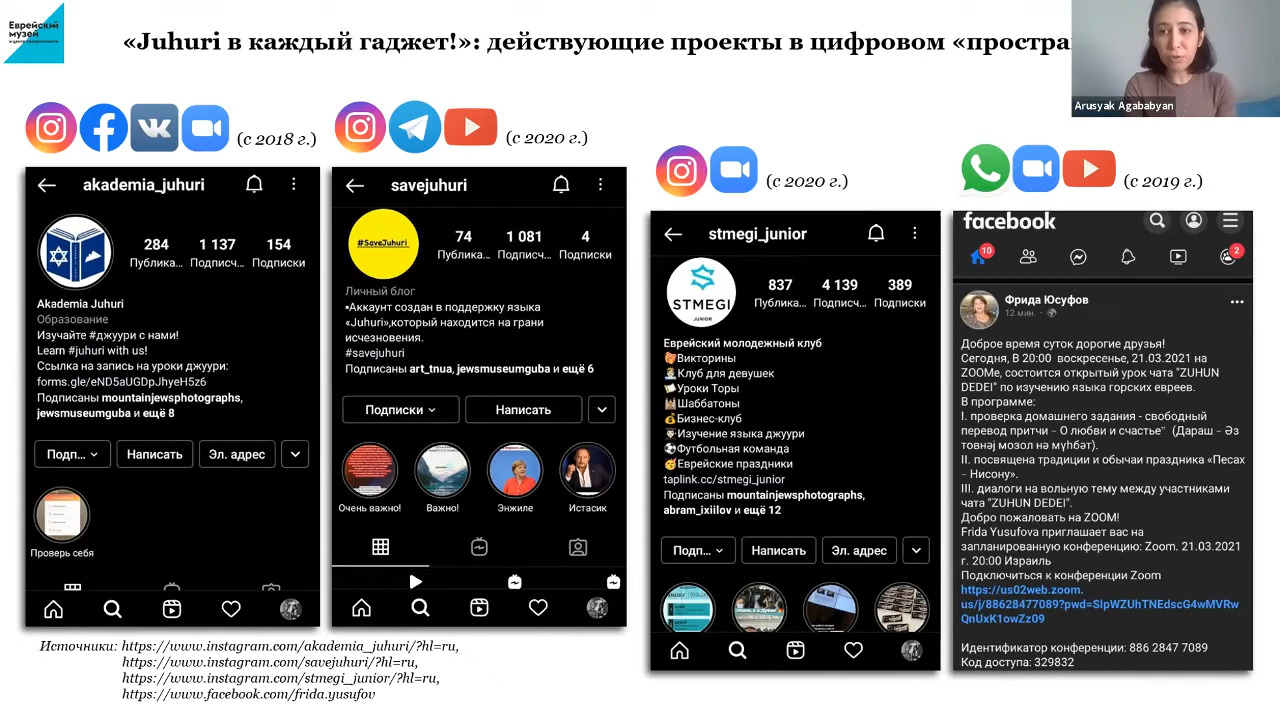 Еврейский
музей
и центр толерантности
«Juhuri в каждый гаджет!»: действующие проекты в цифровом
Arusyak Agababyan
(с 2018 г.)
(с 2020 г.)
(с 2020 г.)
(с 2019 г.)
akademia_juhuri
284 1 137 154
Публика... Подписч... Подписки
Akademia Juhuri
Образование
Изучайте #джуури с нами!
Learn #juhuri with us!
Ссылка на запись на уроки джуури:
forms.gle/eND5aUGDpJhyeH5z6
Подписаны mountainjewsphotographs,
jewsmuseumguba и ещё 8
Подп... Написать Эл. адрес
Проверь себя
savejuhuri
#SaveJuhuri
74 1 081 4
Публика... Подписч... Подписки
Личный блог
•Аккаунт создан в поддержку языка
«Juhuri»,который находится на грани
исчезновения.
#savejuhuri
Подписаны art_tnua, jewsmuseumguba и ещё 6
Подписки Написать
Очень важно! Важно! Энжиле Истасик
stmegi_junior
STMEGI
JUNIOR
837 4 139 389
Публика... Подписч... Подписки
Еврейский молодежный клуб
Викторины
Клуб для девушек
Уроки Торы
Шаббатоны
Бизнес-клуб
Изучение языка джуури
Футбольная команда
Еврейские праздники
taplink.cc/stmegi_junior
Подписаны mountainjewsphotographs,
abram_ixiilov и ещё 12
Подп... Написать Эл. адрес
facebook
10
2
Фрида Юсуфов
12 мин. ·
Доброе время суток дорогие друзья!
Сегодня, В 20:00 воскресенье, 21.03.2021 на
ZOOMe, состоится открытый урок чата "ZUHUN
DEDEI" по изучению языка горских евреев.
В программе:
I. проверка домашнего задания - свободный
перевод притчи – О любви и счастье" (Дараш – Әз
товнəј мозол нə мүһбəт).
II. посвящена традиции и обычаи праздника «Песах
– Нисону».
III. диалоги на вольную тему между участниками
чата "ZUHUN DEDEI".
Добро пожаловать на ZOOM!
Frida Yusufova приглашает вас на
запланированную конференцию: Zoom. 21.03.2021
г. 20:00 Израиль
Подключиться к конференции Zoom
https://us02web.zoom.
us/j/88628477089?pwd=SlpWZUhTNEdscG4wMVRw
QnUxK1owZz09
Идентификатор конференции: 886 2847 7089
Код доступа: 329832
Источники: https://www.instagram.com/akademia_juhuri/?hl=ru,
https://www.instagram.com/savejuhuri/?hl=ru,
https://www.instagram.com/stmegi_junior/?hl=ru,
https://www.facebook.com/frida.yusufov